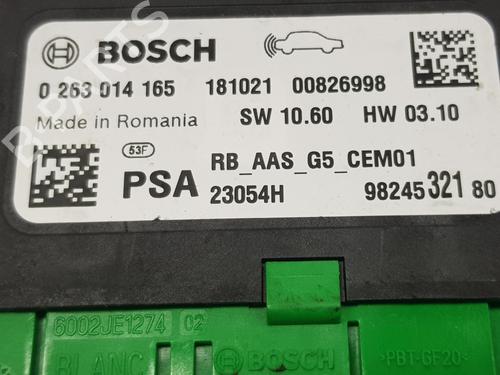 BOSCH
0 263 014 165 181021 00826998
Made in Romania SW 10.60 HW 03.10
53F RB_AAS_G5_CEM01
PSA 23054H 98245 321 80
6002JE1274 02
BLANC BOSCH >PBT-GF20<
B-PARTS